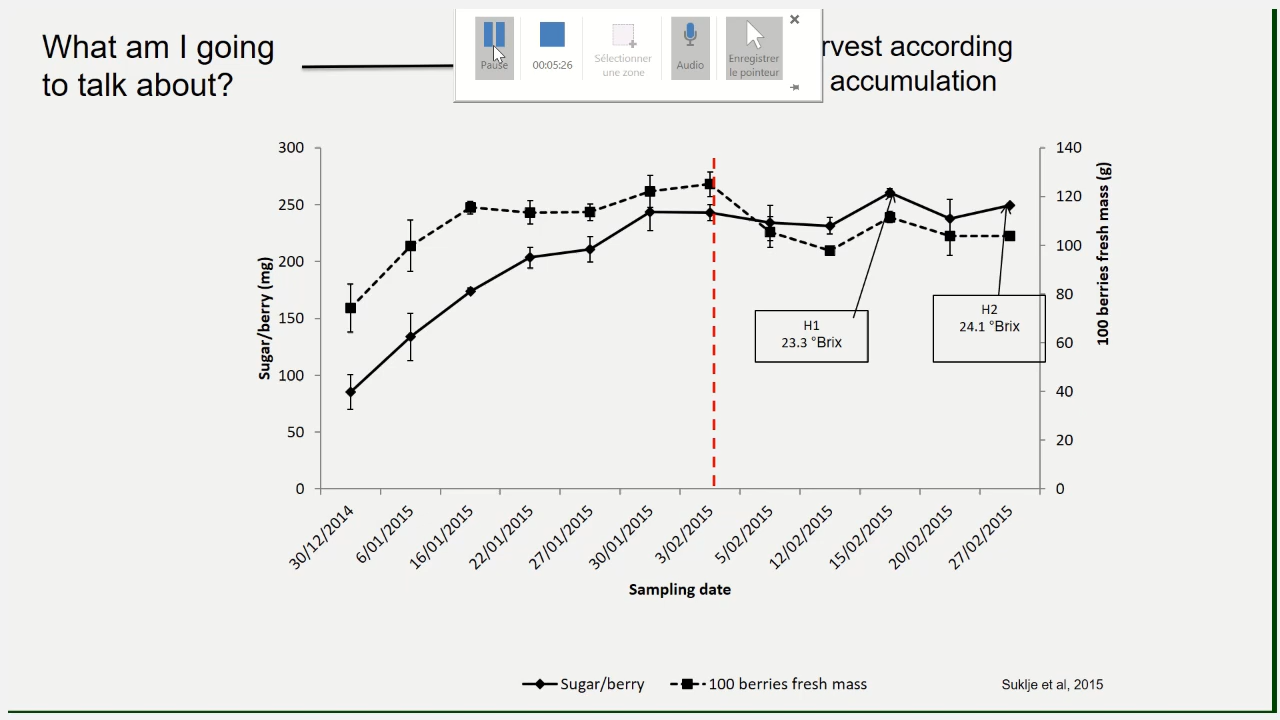 What am I going
to talk about?
Pause
00:05:26
Sélectionner
une zone
Audio
Enregistrer
le pointeur
rvest according
accumulation
300
250
200
150
100
50
0
Sugar/berry (mg)
140
120
100
80
60
40
20
0
100 berries fresh mass (g)
H1
23.3 °Brix
H2
24.1 °Brix
30/12/2014
6/01/2015
16/01/2015
22/01/2015
27/01/2015
30/01/2015
3/02/2015
5/02/2015
12/02/2015
15/02/2015
20/02/2015
27/02/2015
Sampling date
Sugar/berry
100 berries fresh mass
Suklje et al, 2015